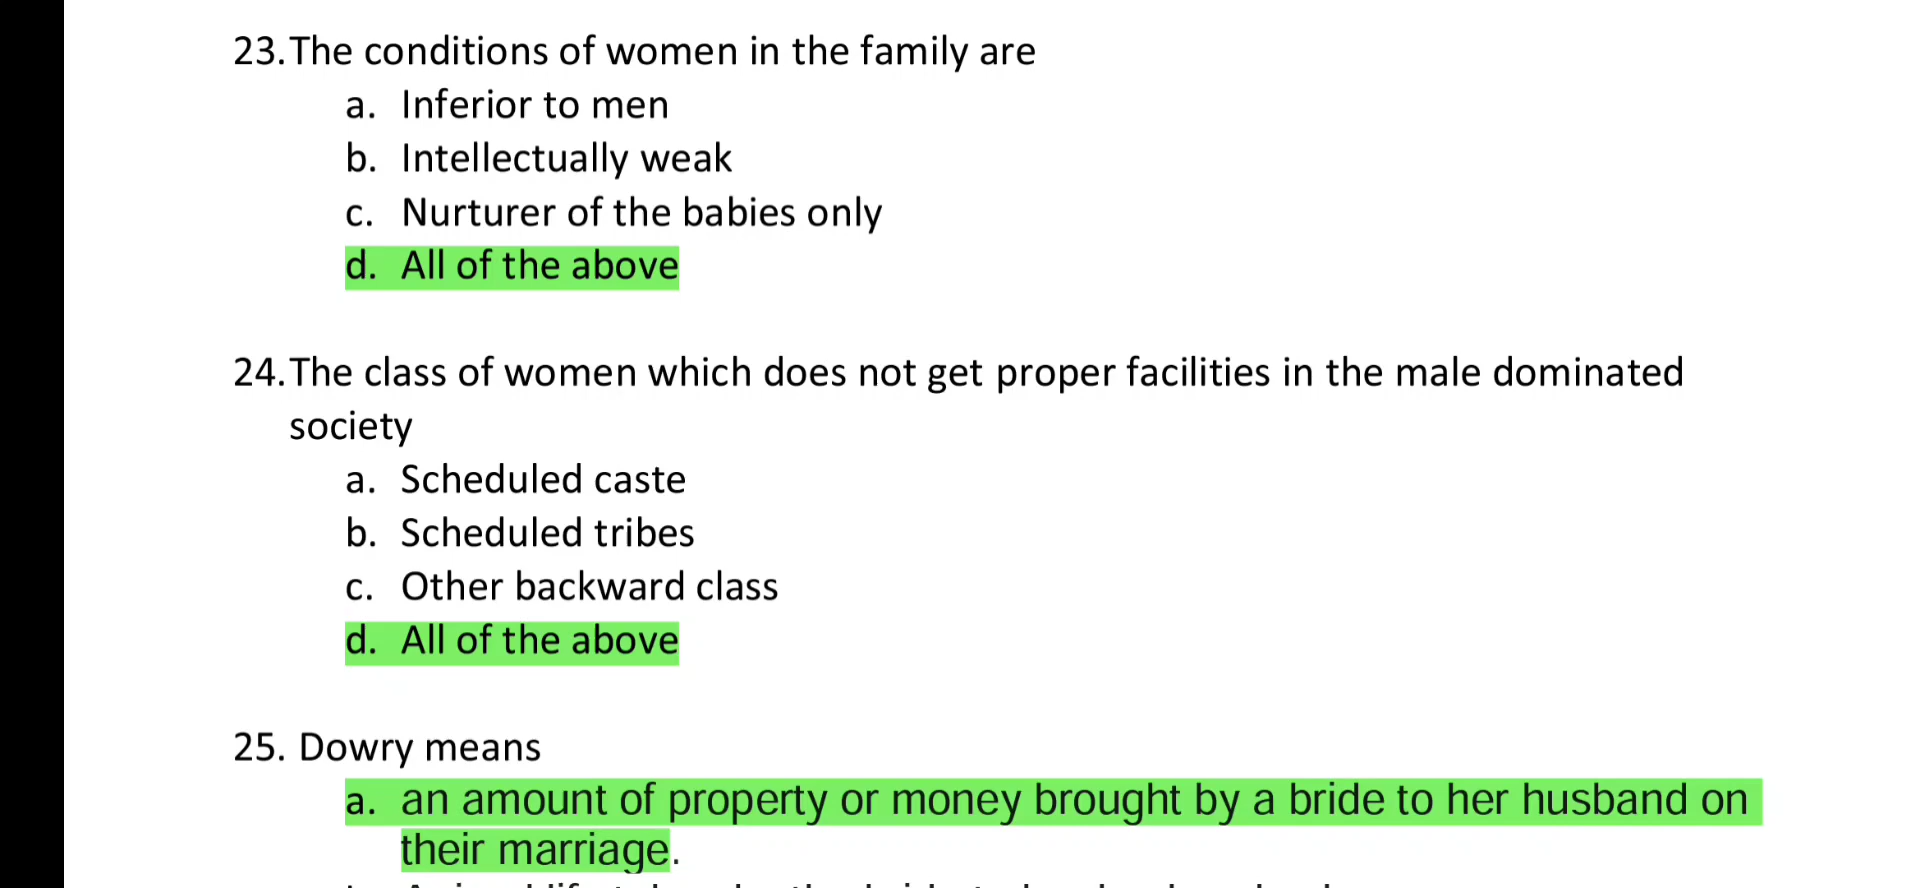 23. The conditions of women in the family are
a. Inferior to men
b. Intellectually weak
c. Nurturer of the babies only
d. All of the above
24. The class of women which does not get proper facilities in the male dominated
society
a. Scheduled caste
b. Scheduled tribes
c. Other backward class
d. All of the above
25. Dowry means
a. an amount of property or money brought by a bride to her husband on
their marriage.